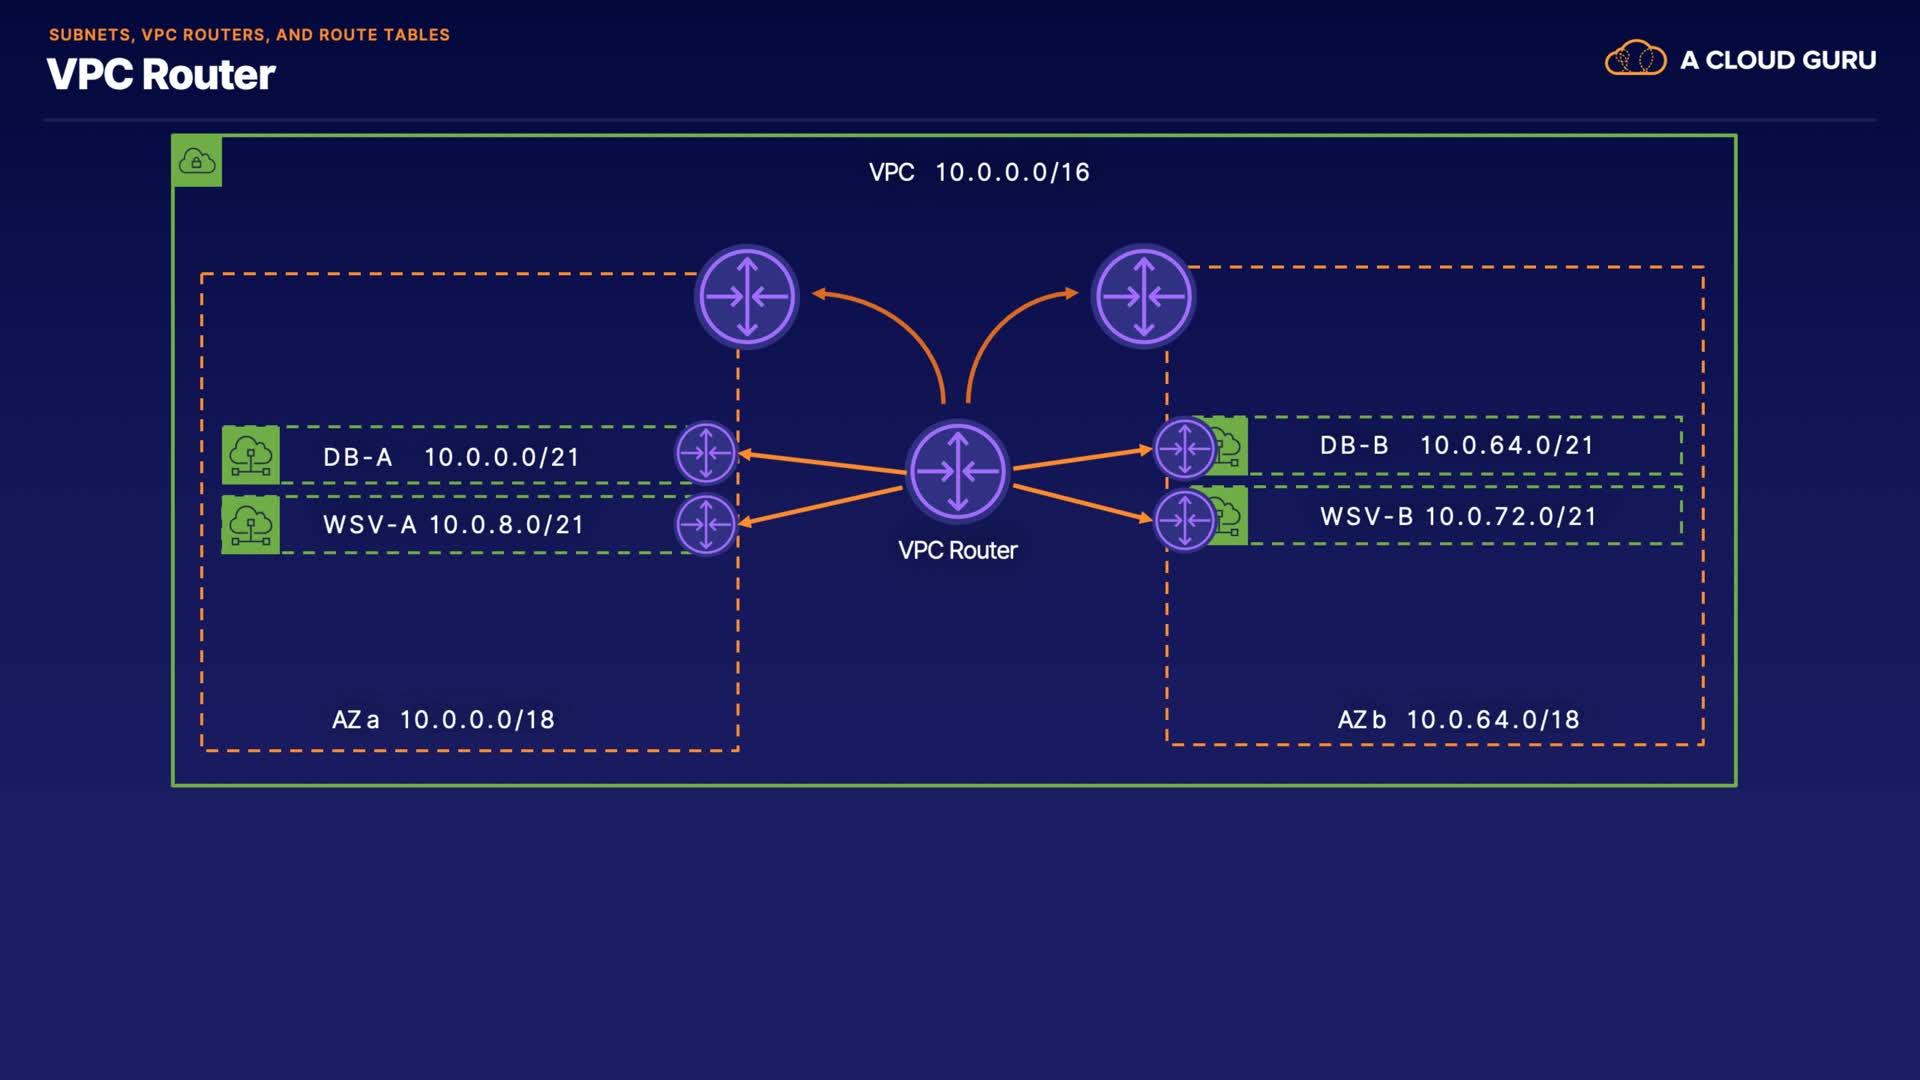 SUBNETS, VPC ROUTERS, AND ROUTE TABLES
VPC Router
A CLOUD GURU
VPC 10.0.0.0/16
DB-A 10.0.0.0/21
WSV-A 10.0.8.0/21
VPC Router
DB-B 10.0.64.0/21
WSV-B 10.0.72.0/21
AZa 10.0.0.0/18
AZb 10.0.64.0/18